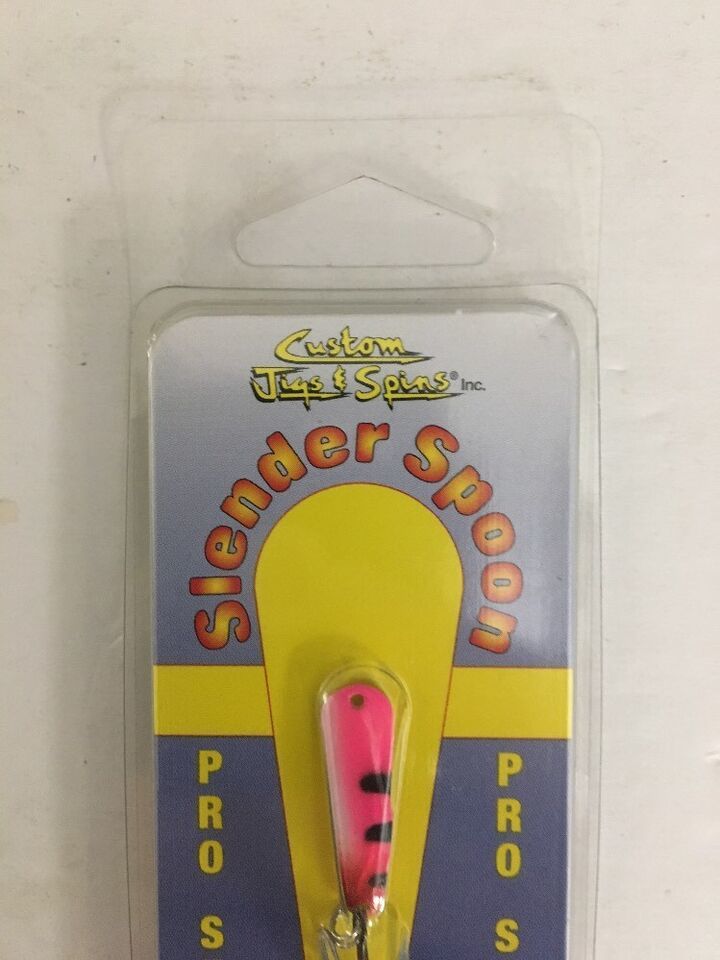 Custom
Jigs & Spins® Inc.
Slender Spoon
PRO S
PRO S